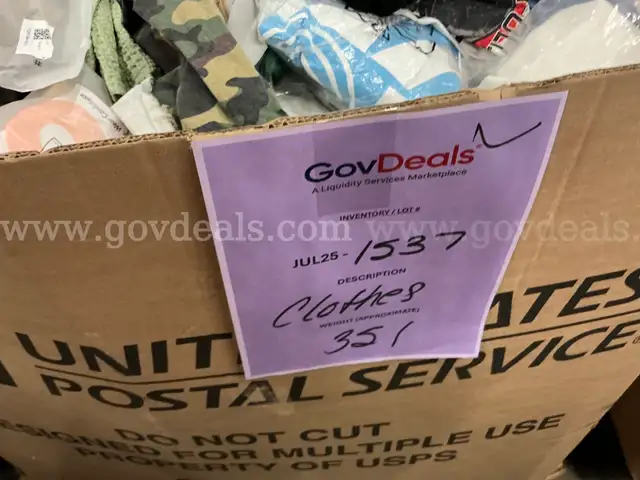 GovDeals
A Liquidity Services Marketplace
INVENTORY / LOT #
JUL25 - 1537
DESCRIPTION
Clothes
WEIGHT (APPROXIMATE)
351
www.govdeals.com www.govdeals.com
UNITED STATES
POSTAL SERVICE
DO NOT CUT
DESIGNED FOR MULTIPLE USE
PROPERTY OF USPS